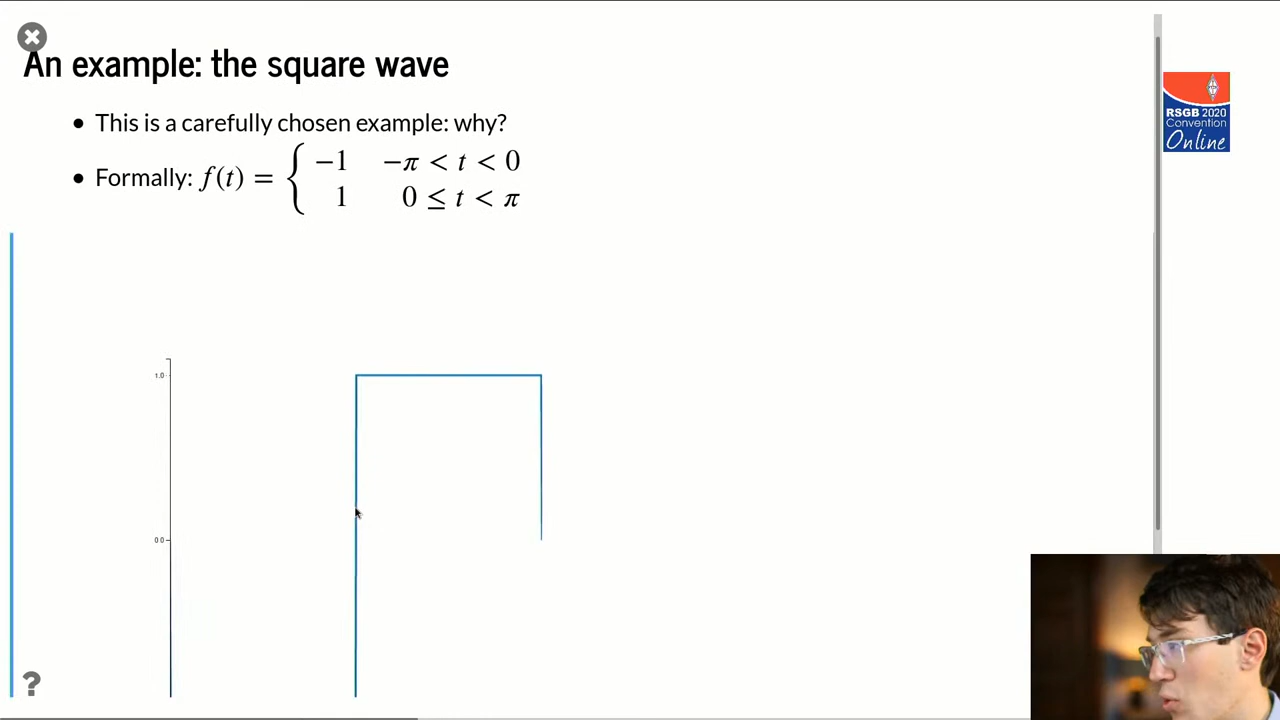 An example: the square wave
• This is a carefully chosen example: why?
• Formally: f(t) = { −1 −π < t < 0
1 0 ≤ t < π
RSGB 2020
Convention
Online
1.0
0.0
?